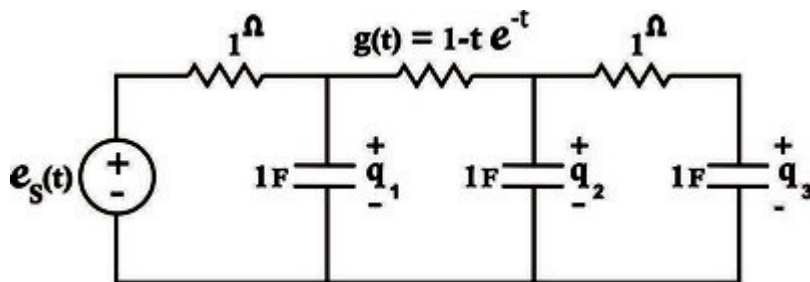 1Ω
g(t) = 1-t e^-t
1Ω
e_S(t)
+
-
1F
+
q_1
-
1F
+
q_2
-
1F
+
q_3
-